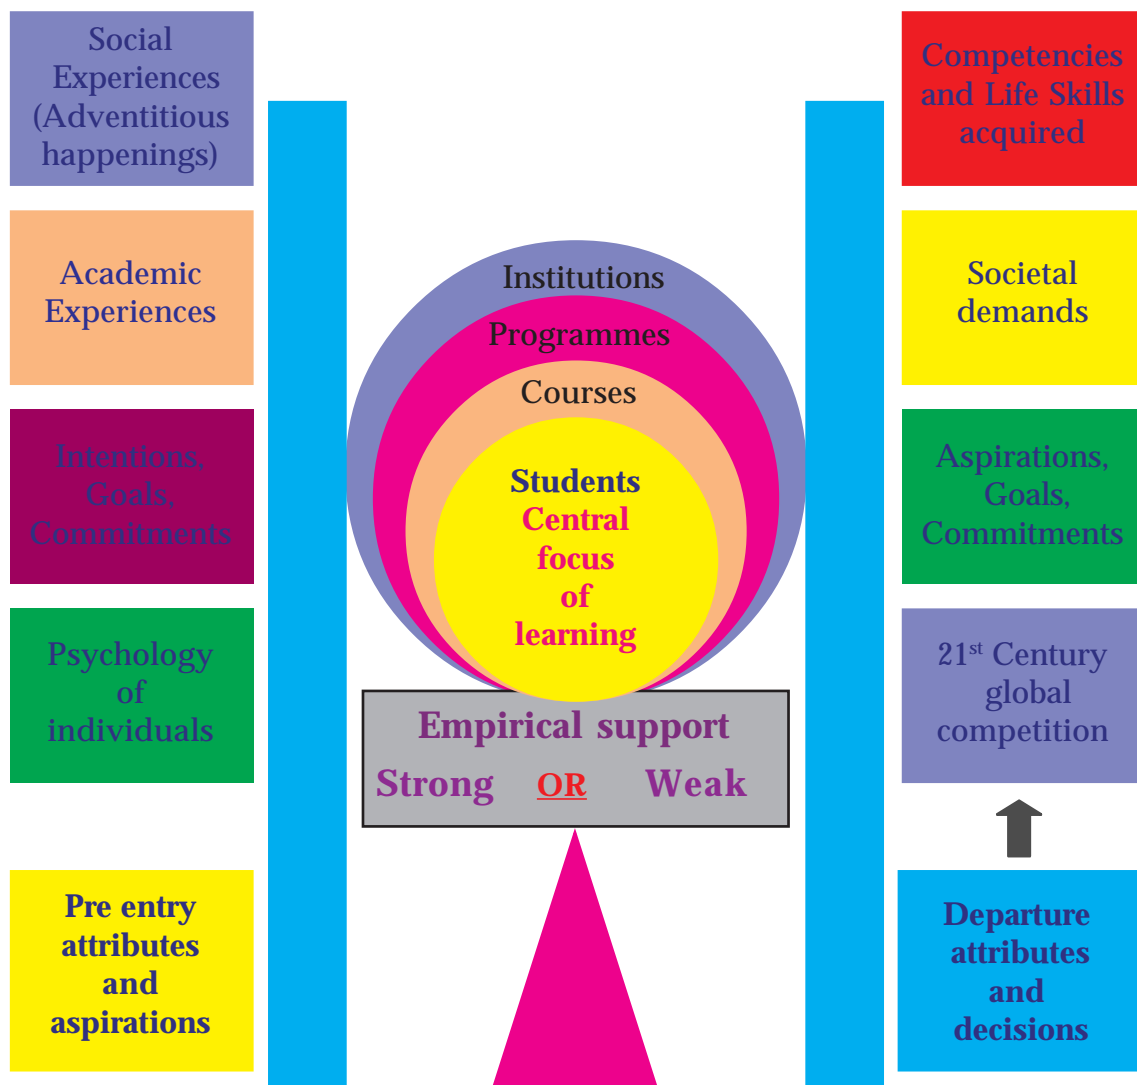 Social
Experiences
(Adventitious
happenings)
Academic
Experiences
Intentions,
Goals,
Commitments
Psychology
of
individuals
Pre entry
attributes
and
aspirations
Institutions
Programmes
Courses
Students
Central
focus
of
learning
Empirical support
Strong OR Weak
Competencies
and Life Skills
acquired
Societal
demands
Aspirations,
Goals,
Commitments
21st Century
global
competition
Departure
attributes
and
decisions